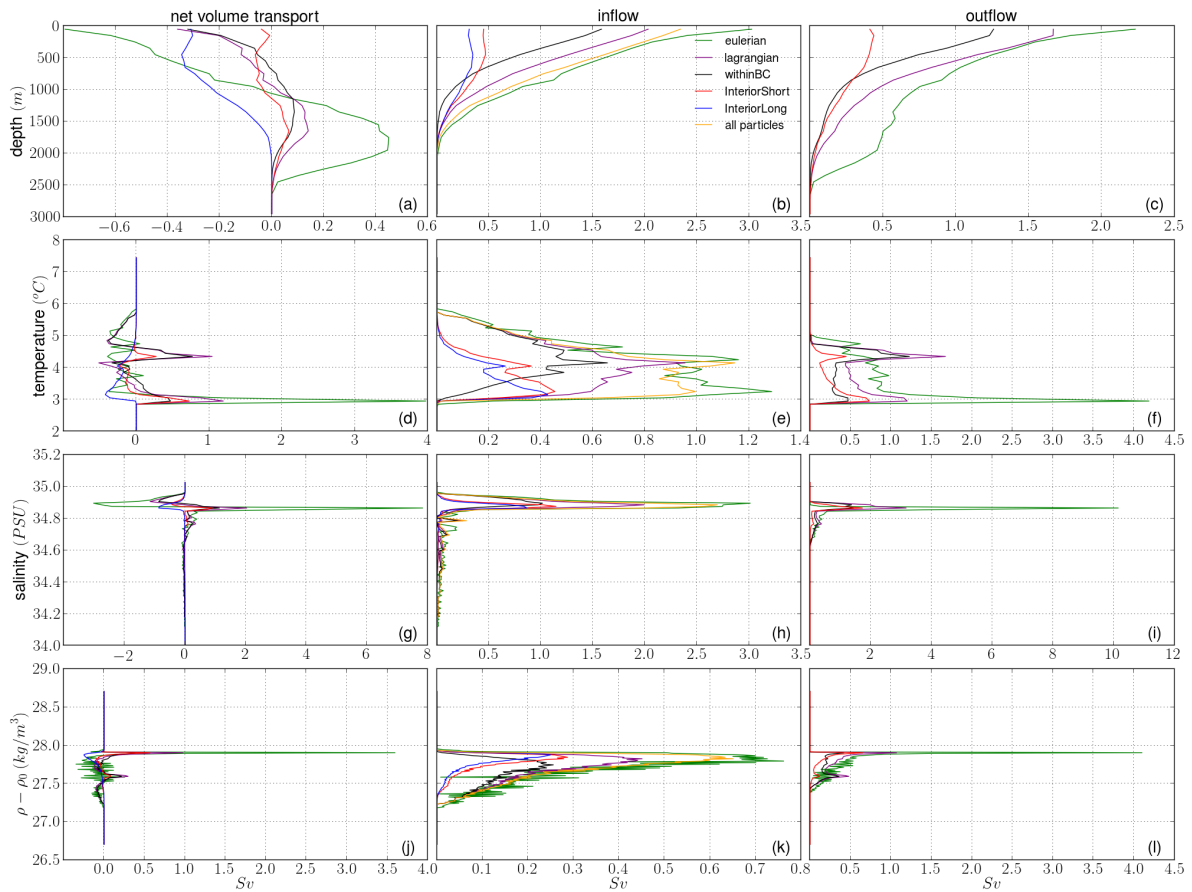 net volume transport inflow outflow
0
500
1000
1500
2000
2500
3000
depth (m)
−0.6 −0.4 −0.2 0.0 0.2 0.4 0.6
(a)
eulerian
lagrangian
withinBC
InteriorShort
InteriorLong
all particles
0.5 1.0 1.5 2.0 2.5 3.0 3.5
(b)
0.5 1.0 1.5 2.0 2.5
(c)
8
7
6
5
4
3
2
temperature (°C)
0 1 2 3 4
(d)
0.2 0.4 0.6 0.8 1.0 1.2 1.4
(e)
0.5 1.0 1.5 2.0 2.5 3.0 3.5 4.0 4.5
(f)
35.2
35.0
34.8
34.6
34.4
34.2
34.0
salinity (PSU)
−2 0 2 4 6 8
(g)
0.5 1.0 1.5 2.0 2.5 3.0 3.5
(h)
2 4 6 8 10 12
(i)
29.0
28.5
28.0
27.5
27.0
26.5
ρ − ρ0 (kg/m³)
0.0 0.5 1.0 1.5 2.0 2.5 3.0 3.5 4.0
Sv
(j)
0.1 0.2 0.3 0.4 0.5 0.6 0.7 0.8
Sv
(k)
0.5 1.0 1.5 2.0 2.5 3.0 3.5 4.0 4.5
Sv
(l)